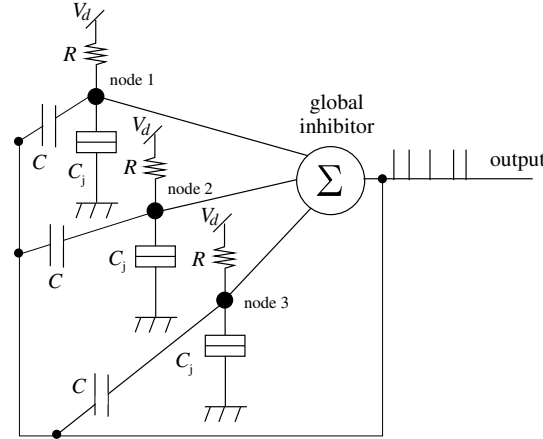 V_d
R
node 1
C
C_j
V_d
R
node 2
C
C_j
V_d
R
node 3
C
C_j
global
inhibitor
Σ
output